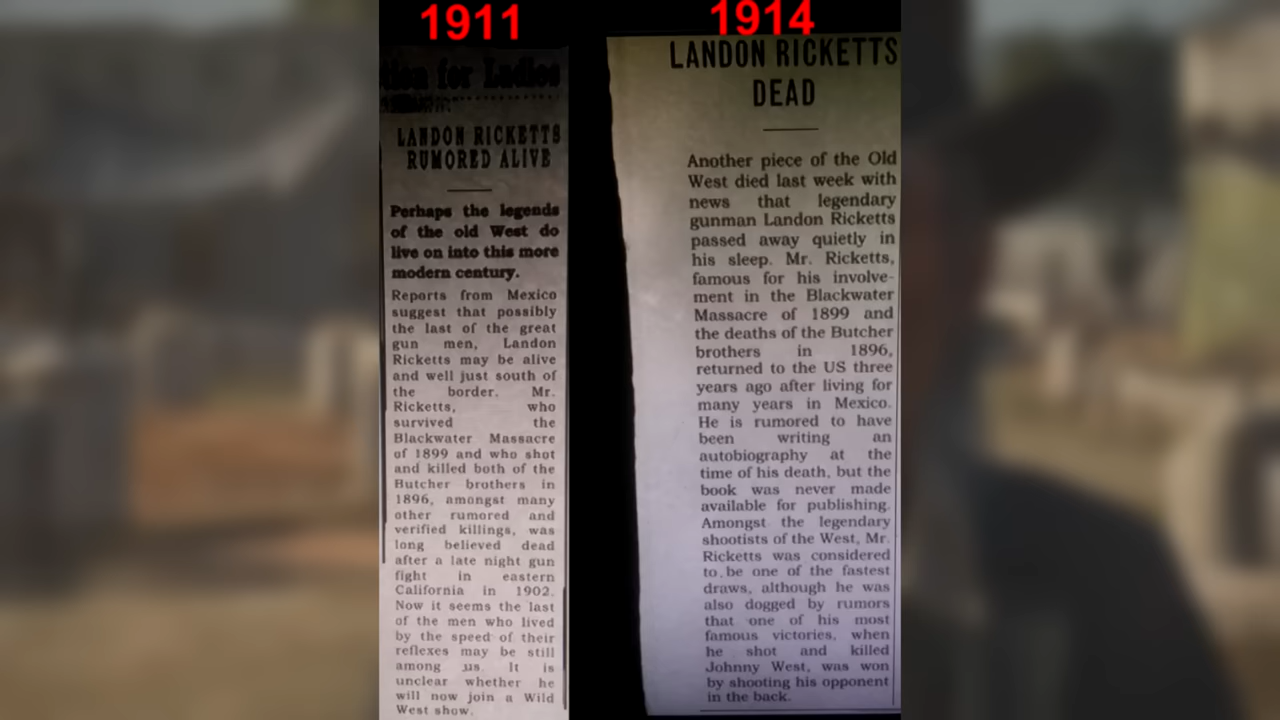 1911
tion for Ladies
LANDON RICKETTS
RUMORED ALIVE
Perhaps the legends
of the old West do
live on into this more
modern century.
Reports from Mexico
suggest that possibly
the last of the great
gun men, Landon
Ricketts may be alive
and well just south of
the border. Mr.
Ricketts, who
survived the
Blackwater Massacre
of 1899 and who shot
and killed both of the
Butcher brothers in
1896, amongst many
other rumored and
verified killings, was
long believed dead
after a late night gun
fight in eastern
California in 1902.
Now it seems the last
of the men who lived
by the speed of their
reflexes may be still
among us. It is
unclear whether he
will now join a Wild
West show.
1914
LANDON RICKETTS
DEAD
Another piece of the Old
West died last week with
news that legendary
gunman Landon Ricketts
passed away quietly in
his sleep. Mr. Ricketts,
famous for his involve-
ment in the Blackwater
Massacre of 1899 and
the deaths of the Butcher
brothers in 1896,
returned to the US three
years ago after living for
many years in Mexico.
He is rumored to have
been writing an
autobiography at the
time of his death, but the
book was never made
available for publishing.
Amongst the legendary
shootists of the West, Mr.
Ricketts was considered
to be one of the fastest
draws, although he was
also dogged by rumors
that one of his most
famous victories, when
he shot and killed
Johnny West, was won
by shooting his opponent
in the back.